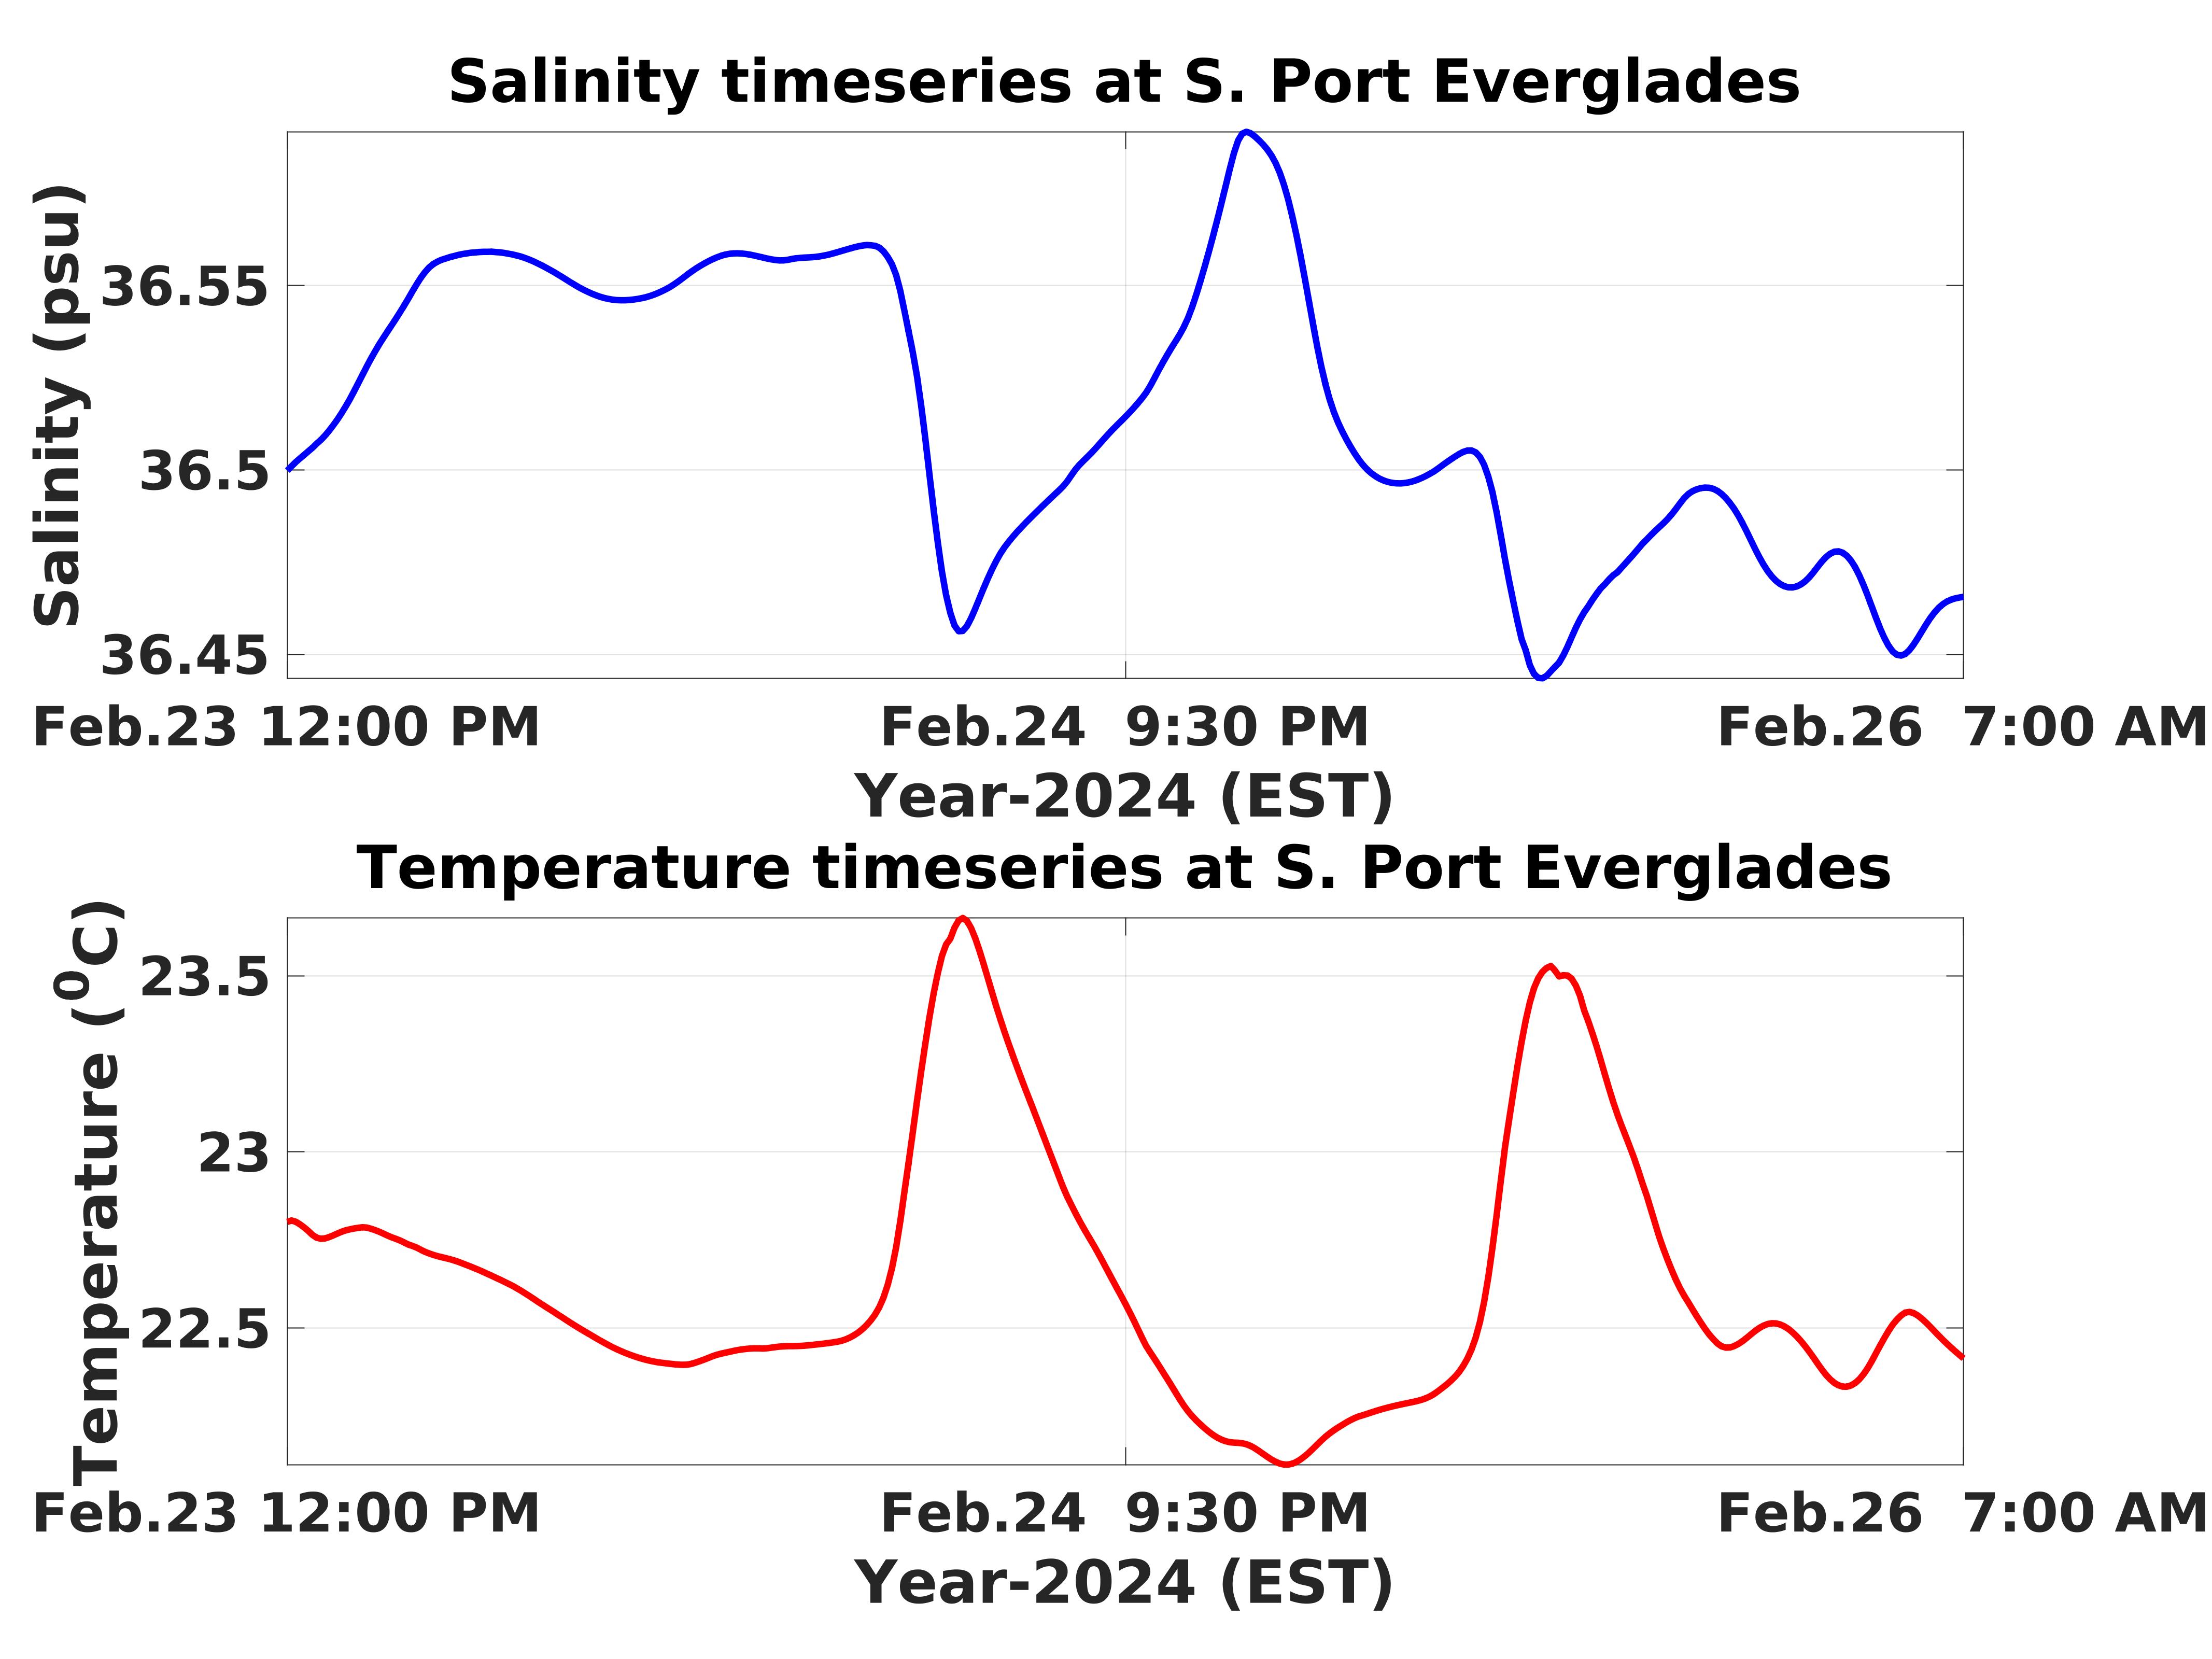 Salinity timeseries at S. Port Everglades
Salinity (psu)
36.55
36.5
36.45
Feb.23 12:00 PM
Feb.24  9:30 PM
Feb.26  7:00 AM
Year-2024 (EST)
Temperature timeseries at S. Port Everglades
Temperature (⁰C)
23.5
23
22.5
Feb.23 12:00 PM
Feb.24  9:30 PM
Feb.26  7:00 AM
Year-2024 (EST)